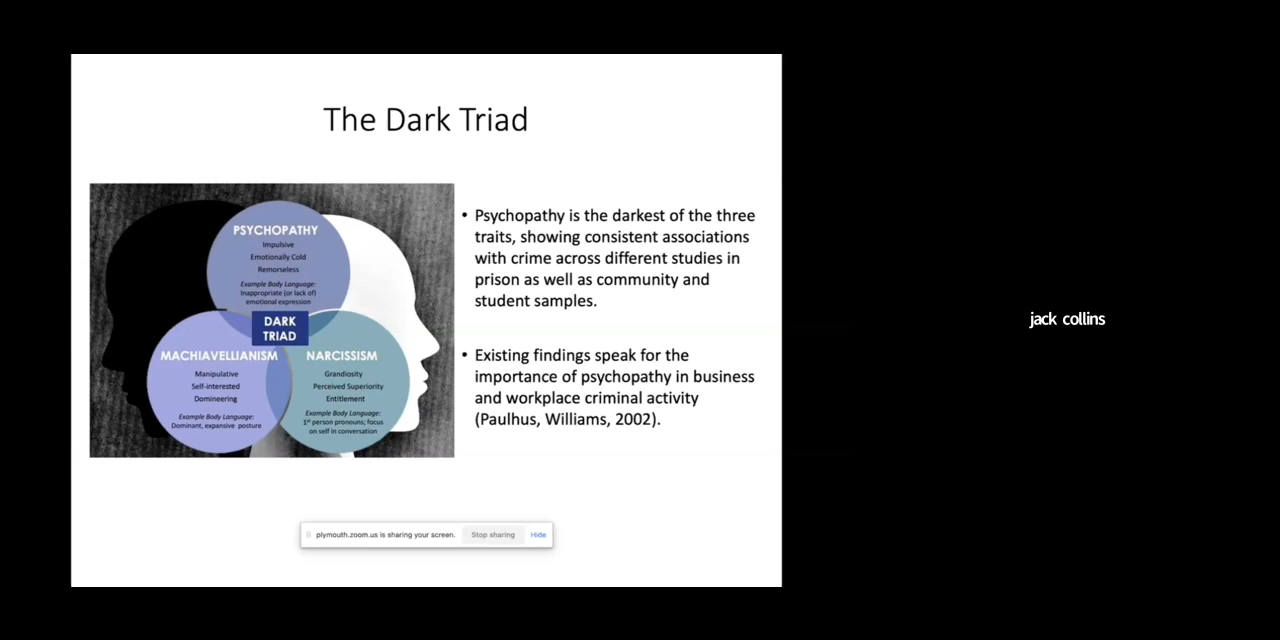 The Dark Triad
PSYCHOPATHY
Impulsive
Emotionally Cold
Remorseless
Example Body Language:
Inappropriate (or lack of)
emotional expression
DARK
TRIAD
MACHIAVELLIANISM
Manipulative
Self-interested
Domineering
Example Body Language:
Dominant, expansive posture
NARCISSISM
Grandiosity
Perceived Superiority
Entitlement
Example Body Language:
1st person pronouns; focus
on self in conversation
• Psychopathy is the darkest of the three
traits, showing consistent associations
with crime across different studies in
prison as well as community and
student samples.
• Existing findings speak for the
importance of psychopathy in business
and workplace criminal activity
(Paulhus, Williams, 2002).
plymouth.zoom.us is sharing your screen. Stop sharing Hide
jack collins